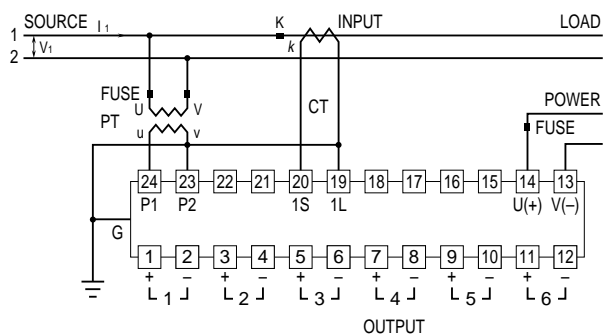 1 SOURCE I1 K INPUT LOAD
2 V1 k
FUSE U V CT POWER
PT u v FUSE
24 23 22 21 20 19 18 17 16 15 14 13
P1 P2 1S 1L U(+) V(–)
G
1 2 3 4 5 6 7 8 9 10 11 12
+ – + – + – + – + – + –
1 2 3 4 5 6
OUTPUT